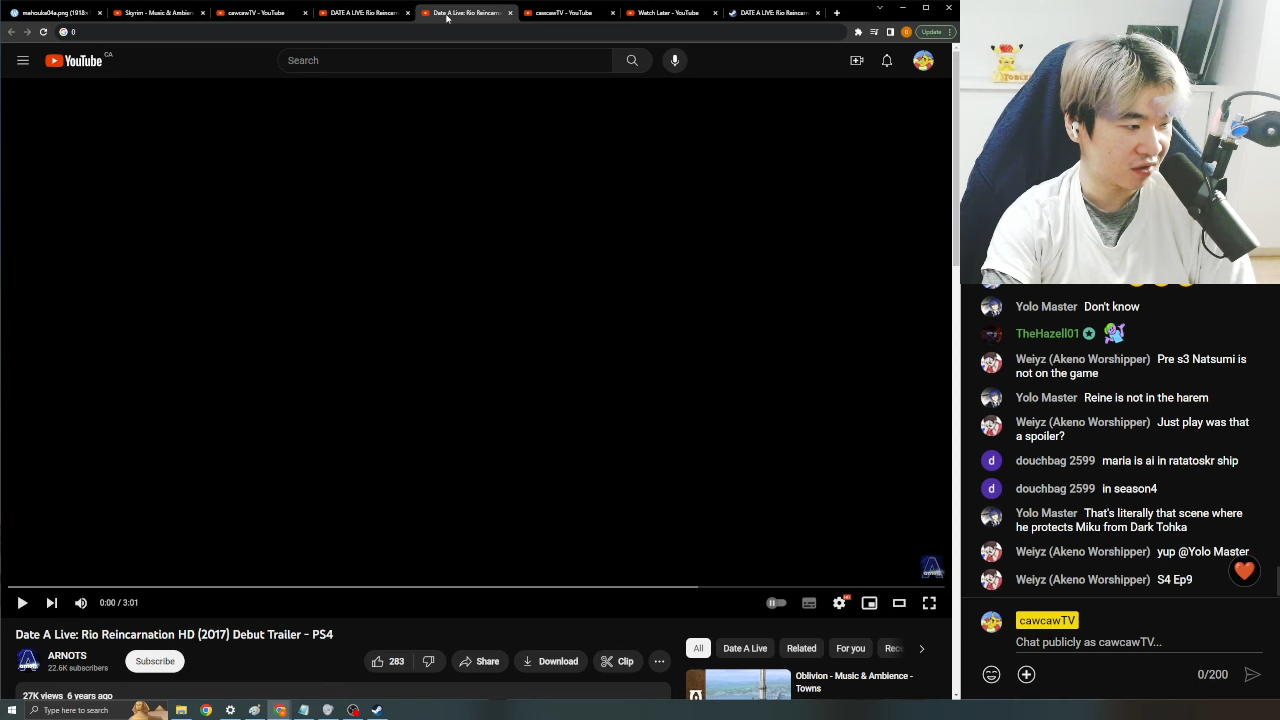 mahouka04a.png (1918×
Skyrim - Music & Ambien
cawcawTV - YouTube
DATE A LIVE: Rio Reincarn
Date A Live: Rio Reincarna
cawcawTV - YouTube
Watch Later - YouTube
DATE A LIVE: Rio Reincarn
0
Update
YouTube CA
Search
0:00 / 3:01
Date A Live: Rio Reincarnation HD (2017) Debut Trailer - PS4
ARNOTS
22.6K subscribers
Subscribe
283
Share
Download
Clip
27K views 6 years ago
All
Date A Live
Related
For you
Rec
Oblivion - Music & Ambience -
Towns
Type here to search
Yolo Master Don't know
TheHazell01
Weiyz (Akeno Worshipper) Pre s3 Natsumi is
not on the game
Yolo Master Reine is not in the harem
Weiyz (Akeno Worshipper) Just play was that
a spoiler?
d douchbag 2599 maria is ai in ratatoskr ship
d douchbag 2599 in season4
Yolo Master That's literally that scene where
he protects Miku from Dark Tohka
Weiyz (Akeno Worshipper) yup @Yolo Master
Weiyz (Akeno Worshipper) S4 Ep9
cawcawTV
Chat publicly as cawcawTV...
0/200